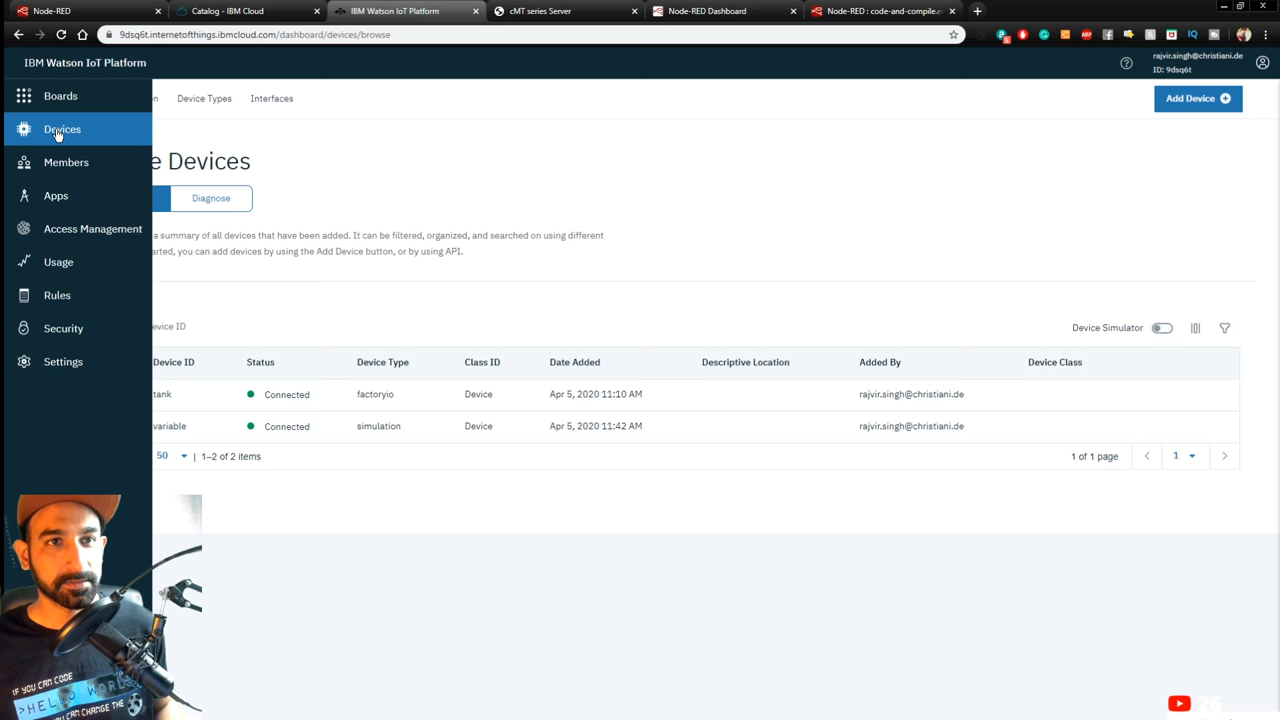 Node-RED
Catalog - IBM Cloud
IBM Watson IoT Platform
cMT series Server
Node-RED Dashboard
Node-RED : code-and-compile.e
9dsq6t.internetofthings.ibmcloud.com/dashboard/devices/browse
IBM Watson IoT Platform
rajvir.singh@christiani.de
ID: 9dsq6t
Boards
Devices
Members
Apps
Access Management
Usage
Rules
Security
Settings
n
Device Types
Interfaces
Add Device
e Devices
Diagnose
a summary of all devices that have been added. It can be filtered, organized, and searched on using different
arted, you can add devices by using the Add Device button, or by using API.
evice ID
Device Simulator
Device ID
Status
Device Type
Class ID
Date Added
Descriptive Location
Added By
Device Class
tank
Connected
factoryio
Device
Apr 5, 2020 11:10 AM
rajvir.singh@christiani.de
variable
Connected
simulation
Device
Apr 5, 2020 11:42 AM
rajvir.singh@christiani.de
50
| 1–2 of 2 items
1 of 1 page
1
IF YOU CAN CODE
>HELLO WORL
YOU CAN CHANGE THE
26